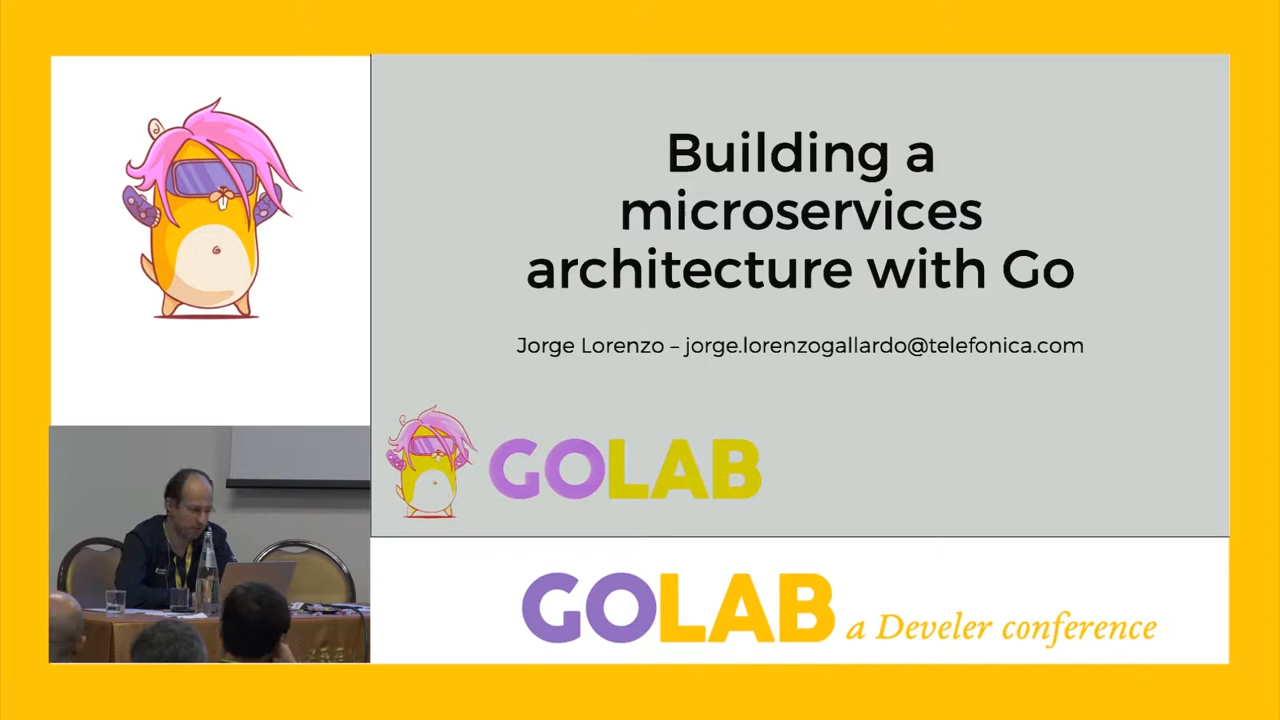 Building a
microservices
architecture with Go
Jorge Lorenzo – jorge.lorenzogallardo@telefonica.com
GOLAB
GOLAB a Develer conference